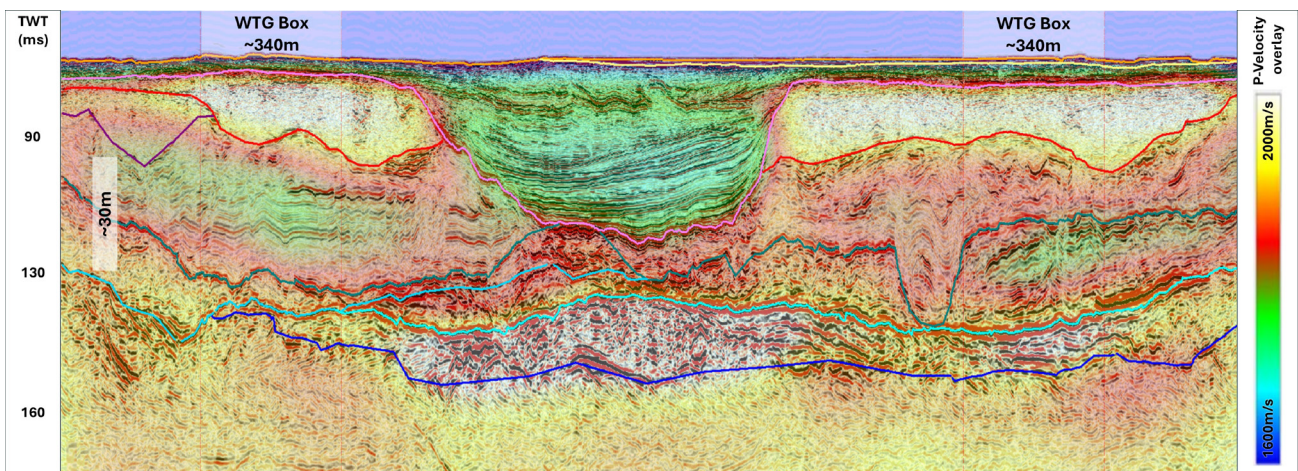 TWT
(ms)
WTG Box
~340m
WTG Box
~340m
P-Velocity
overlay
90
2000m/s
~30m
130
160
1600m/s